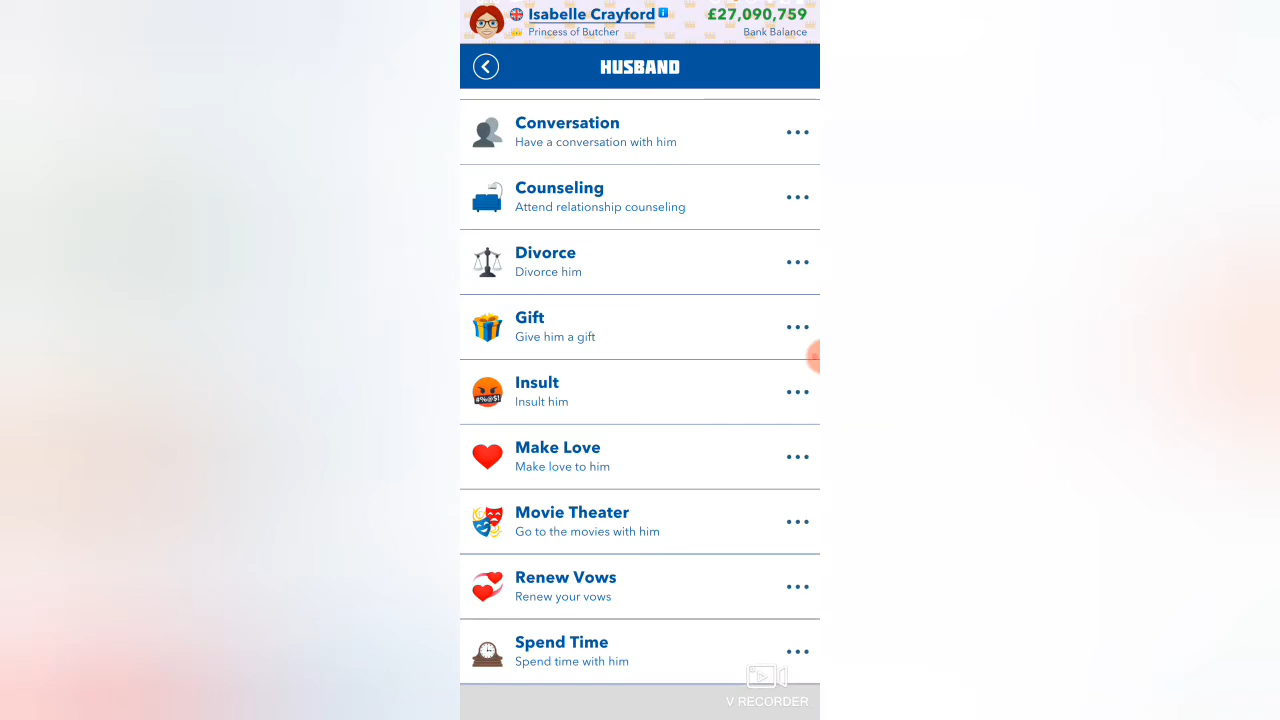 Isabelle Crayford
£27,090,759
Princess of Butcher
Bank Balance
HUSBAND
Conversation
Have a conversation with him
Counseling
Attend relationship counseling
Divorce
Divorce him
Gift
Give him a gift
#%@$!
Insult
Insult him
Make Love
Make love to him
Movie Theater
Go to the movies with him
Renew Vows
Renew your vows
Spend Time
Spend time with him
V RECORDER